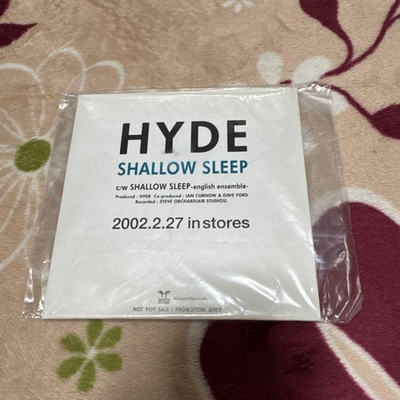 HYDE
SHALLOW SLEEP
C/W SHALLOW SLEEP-english ensemble-
Produced : HYDE Co-produced : IAN CURNOW & DAVE FORD
Recorded : STEVE ORCHARD(AIR STUDIOS)
2002.2.27 in stores
NOT FOR SALE / PROMOTION ONLY